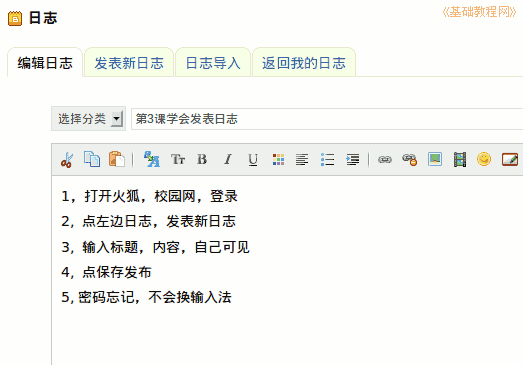 日志
《基础教程网》
编辑日志 发表新日志 日志导入 返回我的日志
选择分类 第3课学会发表日志
1，打开火狐，校园网，登录
2，点左边日志，发表新日志
3，输入标题，内容，自己可见
4，点保存发布
5,密码忘记，不会换输入法